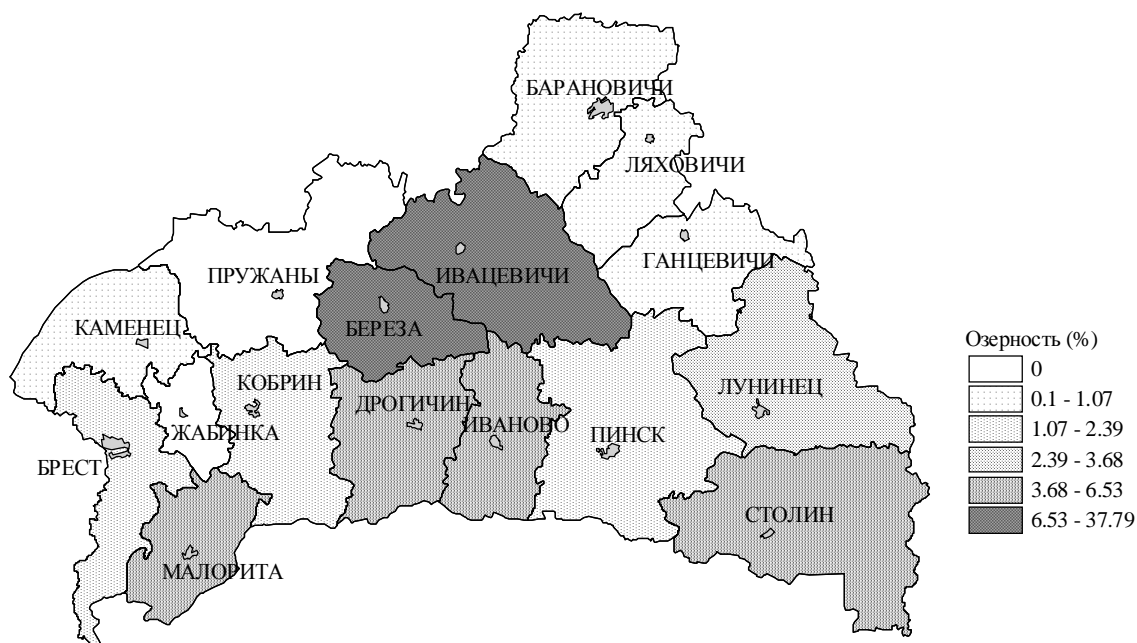 БАРАНОВИЧИ
ЛЯХОВИЧИ
ИВАЦЕВИЧИ
ГАНЦЕВИЧИ
ПРУЖАНЫ
КАМЕНЕЦ
БЕРЕЗА
КОБРИН
ЛУНИНЕЦ
ДРОГИЧИН
ИВАНОВО
ЖАБИНКА
ПИНСК
БРЕСТ
СТОЛИН
МАЛОРИТА
Озерность (%)
0
0.1 - 1.07
1.07 - 2.39
2.39 - 3.68
3.68 - 6.53
6.53 - 37.79